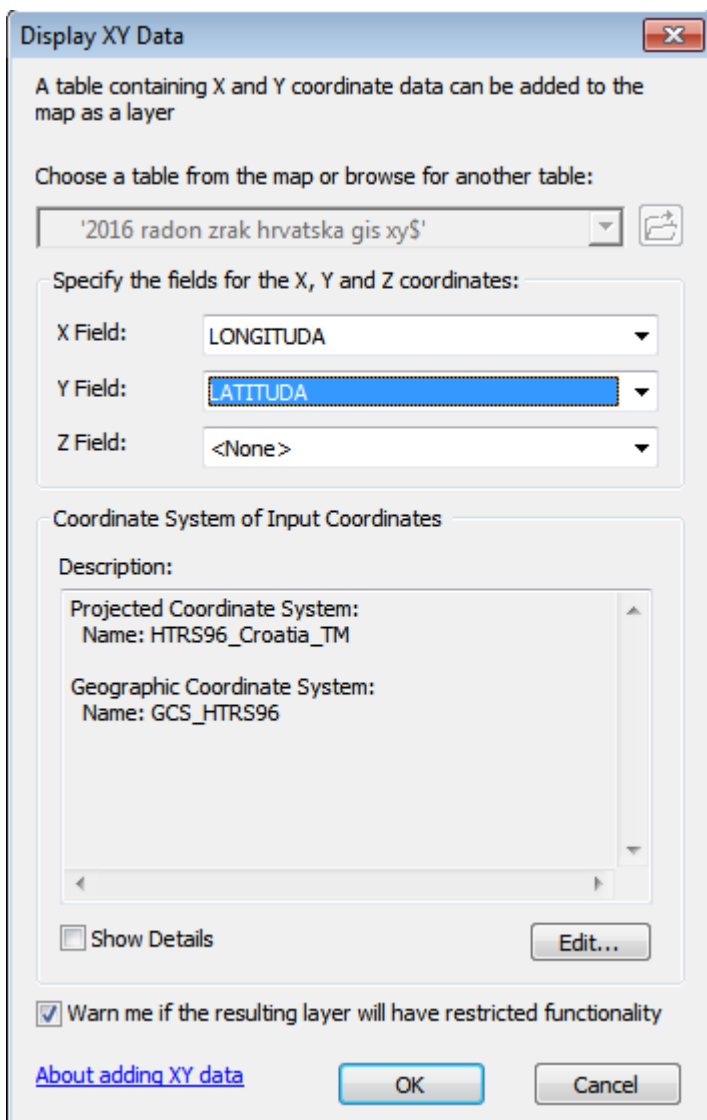 Display XY Data
A table containing X and Y coordinate data can be added to the
map as a layer
Choose a table from the map or browse for another table:
'2016 radon zrak hrvatska gis xy$'
Specify the fields for the X, Y and Z coordinates:
X Field: LONGITUDA
Y Field: LATITUDA
Z Field: <None>
Coordinate System of Input Coordinates
Description:
Projected Coordinate System:
Name: HTRS96_Croatia_TM
Geographic Coordinate System:
Name: GCS_HTRS96
Show Details Edit...
Warn me if the resulting layer will have restricted functionality
About adding XY data OK Cancel